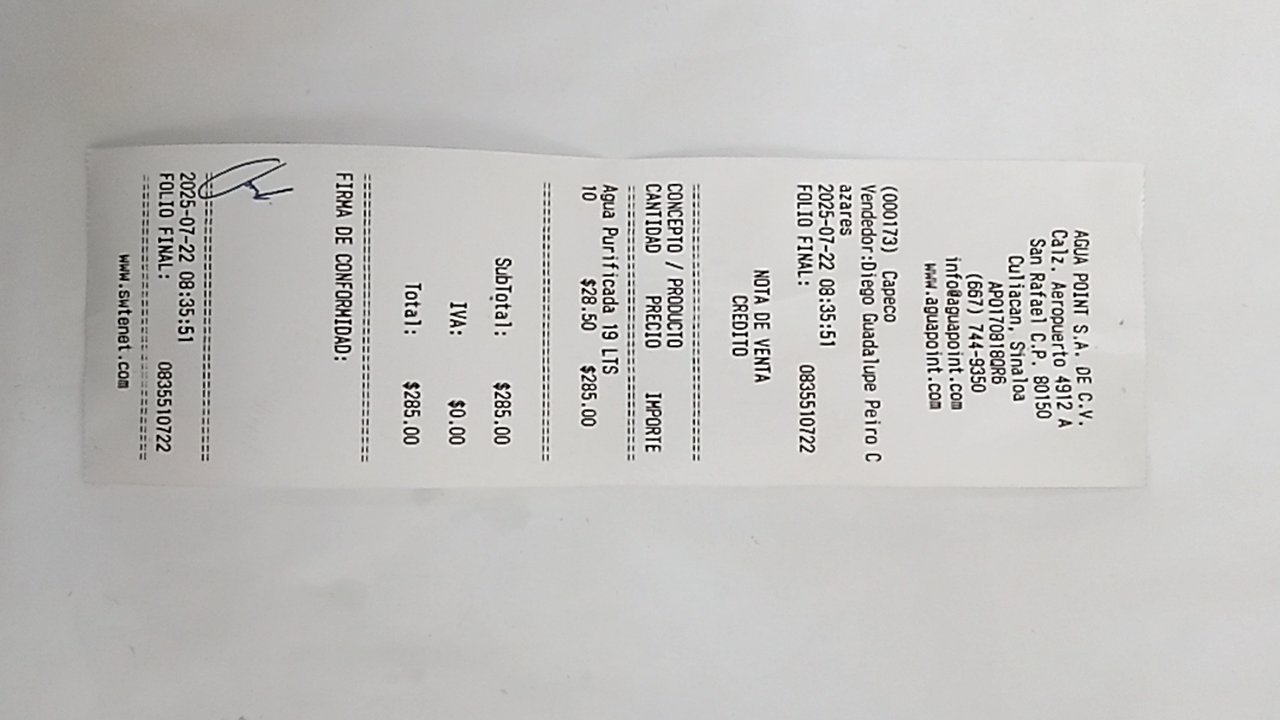 AGUA POINT S.A. DE C.V.
Calz. Aeropuerto 4912 A
San Rafael C.P. 80150
Culiacan, Sinaloa
APO170818QR6
(667) 744-9350
info@aguapoint.com
www.aguapoint.com
(000173) Capeco
Vendedor:Diego Guadalupe Peiro C
azares
2025-07-22 08:35:51
FOLIO FINAL: 0835510722
NOTA DE VENTA
CREDITO
================================
CONCEPTO / PRODUCTO
CANTIDAD PRECIO IMPORTE
================================
Agua Purificada 19 LTS
10 $28.50 $285.00
================================
SubTotal: $285.00
IVA: $0.00
Total: $285.00
================================
FIRMA DE CONFORMIDAD:
================================
2025-07-22 08:35:51
FOLIO FINAL: 0835510722
================================
www.swtenet.com